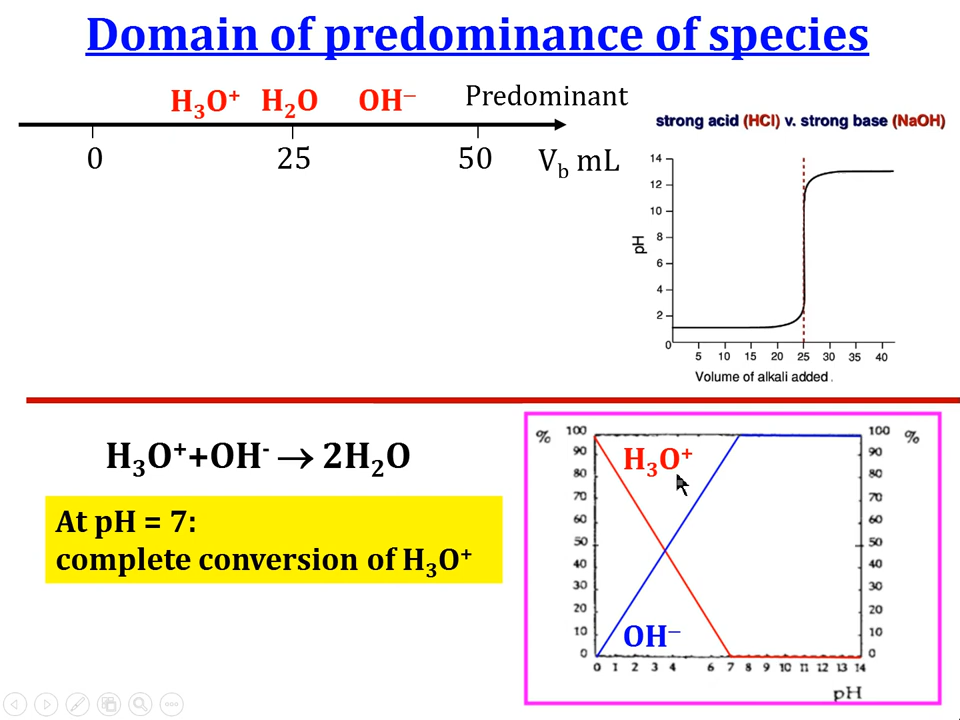 Domain of predominance of species
H₃O⁺ H₂O OH⁻ Predominant
0 25 50 V_b mL
strong acid (HCl) v. strong base (NaOH)
14
12
10
8
pH
6
4
2
0
5 10 15 20 25 30 35 40
Volume of alkali added .
H₃O⁺+OH⁻ → 2H₂O
At pH = 7:
complete conversion of H₃O⁺
% 100 100 %
90 90
80 80
70 70
60 60
50 50
40 40
30 30
20 20
10 10
0 0
H₃O⁺
OH⁻
0 1 2 3 4 6 7 8 9 10 11 12 13 14
pH